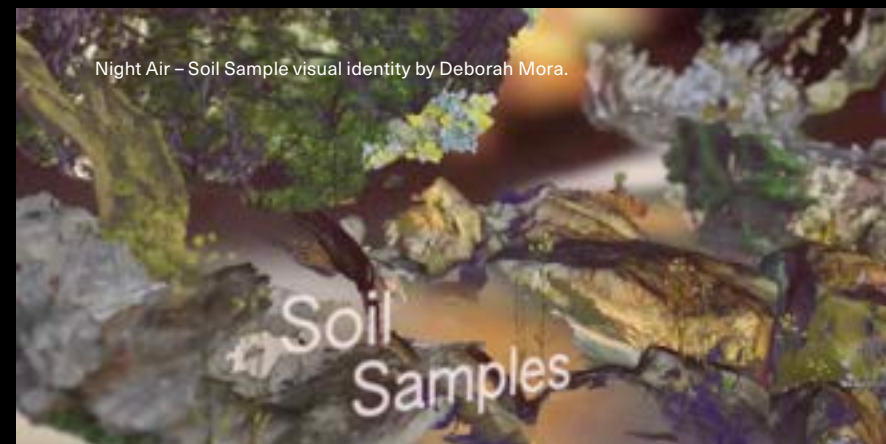 Night Air – Soil Sample visual identity by Deborah Mora.
Soil
Samples